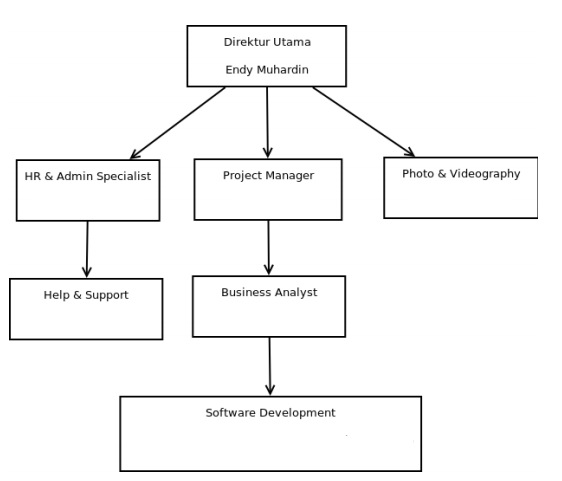 Direktur Utama
Endy Muhardin
HR & Admin Specialist
Project Manager
Photo & Videography
Help & Support
Business Analyst
Software Development